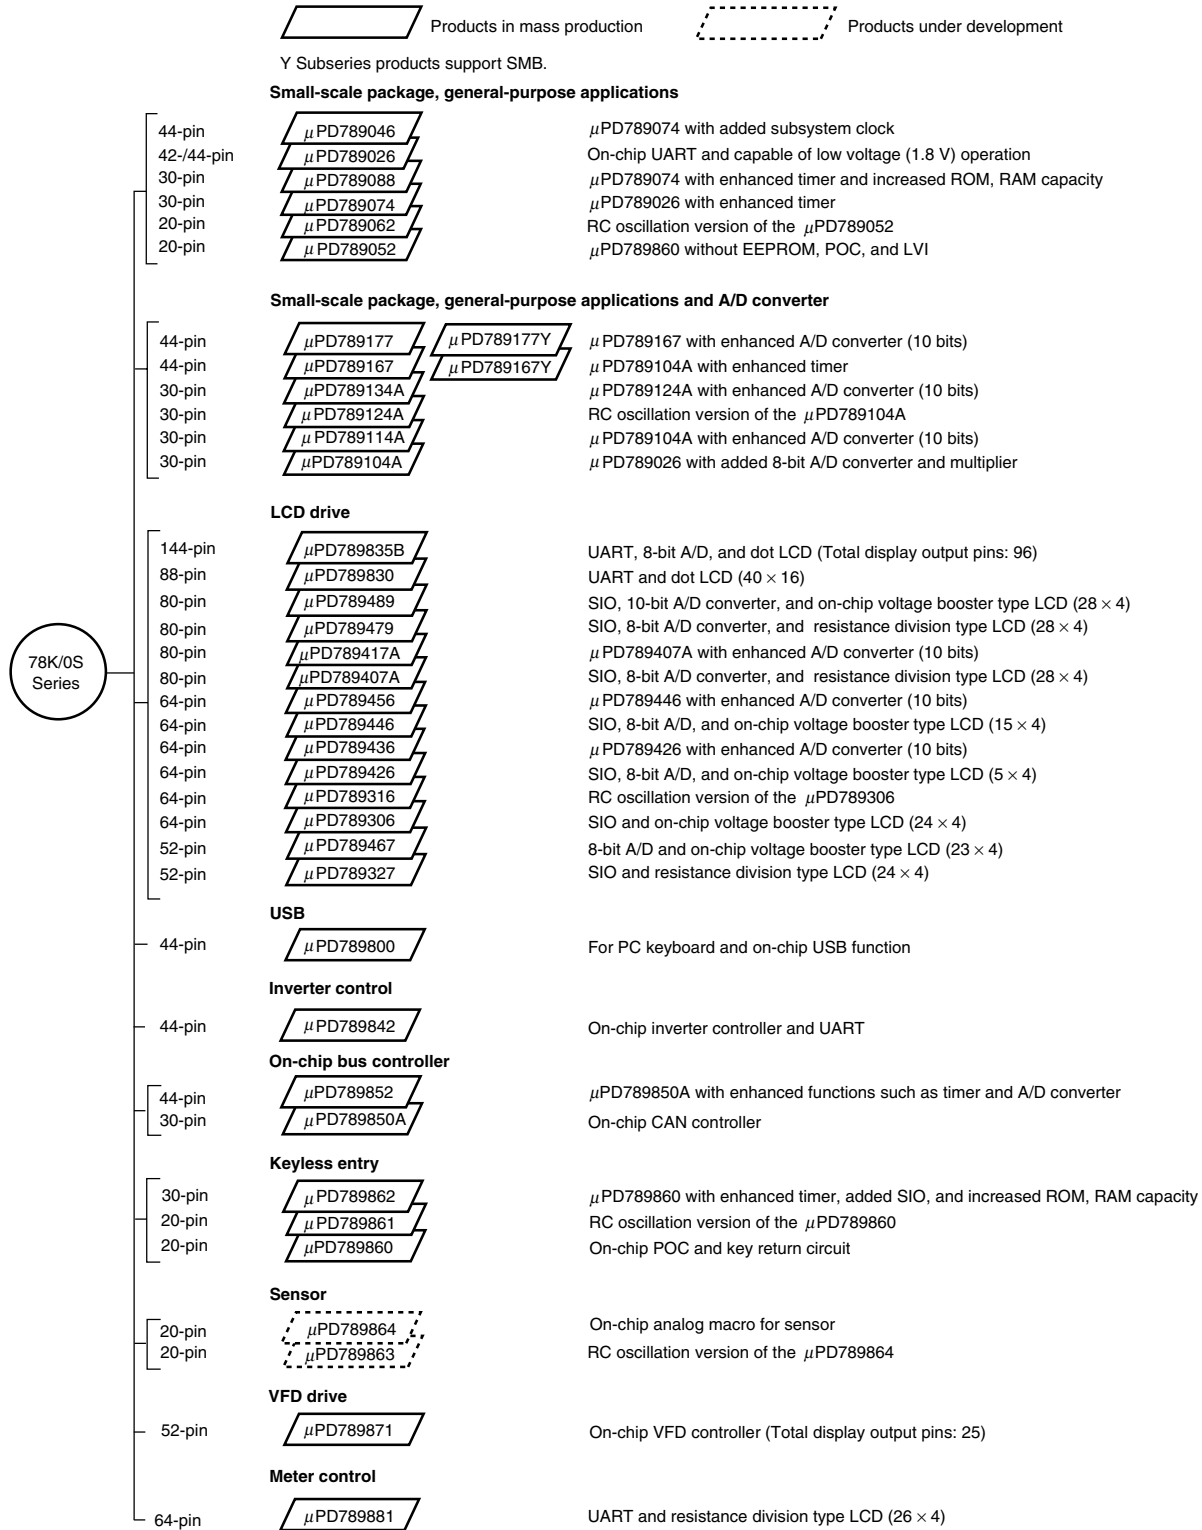 Products in mass production Products under development
Y Subseries products support SMB.
Small-scale package, general-purpose applications
44-pin μPD789046 μPD789074 with added subsystem clock
42-/44-pin μPD789026 On-chip UART and capable of low voltage (1.8 V) operation
30-pin μPD789088 μPD789074 with enhanced timer and increased ROM, RAM capacity
30-pin μPD789074 μPD789026 with enhanced timer
20-pin μPD789062 RC oscillation version of the μPD789052
20-pin μPD789052 μPD789860 without EEPROM, POC, and LVI
Small-scale package, general-purpose applications and A/D converter
44-pin μPD789177 μPD789177Y μPD789167 with enhanced A/D converter (10 bits)
44-pin μPD789167 μPD789167Y μPD789104A with enhanced timer
30-pin μPD789134A μPD789124A with enhanced A/D converter (10 bits)
30-pin μPD789124A RC oscillation version of the μPD789104A
30-pin μPD789114A μPD789104A with enhanced A/D converter (10 bits)
30-pin μPD789104A μPD789026 with added 8-bit A/D converter and multiplier
LCD drive
144-pin μPD789835B UART, 8-bit A/D, and dot LCD (Total display output pins: 96)
88-pin μPD789830 UART and dot LCD (40 × 16)
80-pin μPD789489 SIO, 10-bit A/D converter, and on-chip voltage booster type LCD (28 × 4)
80-pin μPD789479 SIO, 8-bit A/D converter, and resistance division type LCD (28 × 4)
80-pin μPD789417A μPD789407A with enhanced A/D converter (10 bits)
80-pin μPD789407A SIO, 8-bit A/D converter, and resistance division type LCD (28 × 4)
64-pin μPD789456 μPD789446 with enhanced A/D converter (10 bits)
64-pin μPD789446 SIO, 8-bit A/D, and on-chip voltage booster type LCD (15 × 4)
64-pin μPD789436 μPD789426 with enhanced A/D converter (10 bits)
64-pin μPD789426 SIO, 8-bit A/D, and on-chip voltage booster type LCD (5 × 4)
64-pin μPD789316 RC oscillation version of the μPD789306
64-pin μPD789306 SIO and on-chip voltage booster type LCD (24 × 4)
52-pin μPD789467 8-bit A/D and on-chip voltage booster type LCD (23 × 4)
52-pin μPD789327 SIO and resistance division type LCD (24 × 4)
78K/0S
Series
USB
44-pin μPD789800 For PC keyboard and on-chip USB function
Inverter control
44-pin μPD789842 On-chip inverter controller and UART
On-chip bus controller
44-pin μPD789852 μPD789850A with enhanced functions such as timer and A/D converter
30-pin μPD789850A On-chip CAN controller
Keyless entry
30-pin μPD789862 μPD789860 with enhanced timer, added SIO, and increased ROM, RAM capacity
20-pin μPD789861 RC oscillation version of the μPD789860
20-pin μPD789860 On-chip POC and key return circuit
Sensor
20-pin μPD789864 On-chip analog macro for sensor
20-pin μPD789863 RC oscillation version of the μPD789864
VFD drive
52-pin μPD789871 On-chip VFD controller (Total display output pins: 25)
Meter control
64-pin μPD789881 UART and resistance division type LCD (26 × 4)